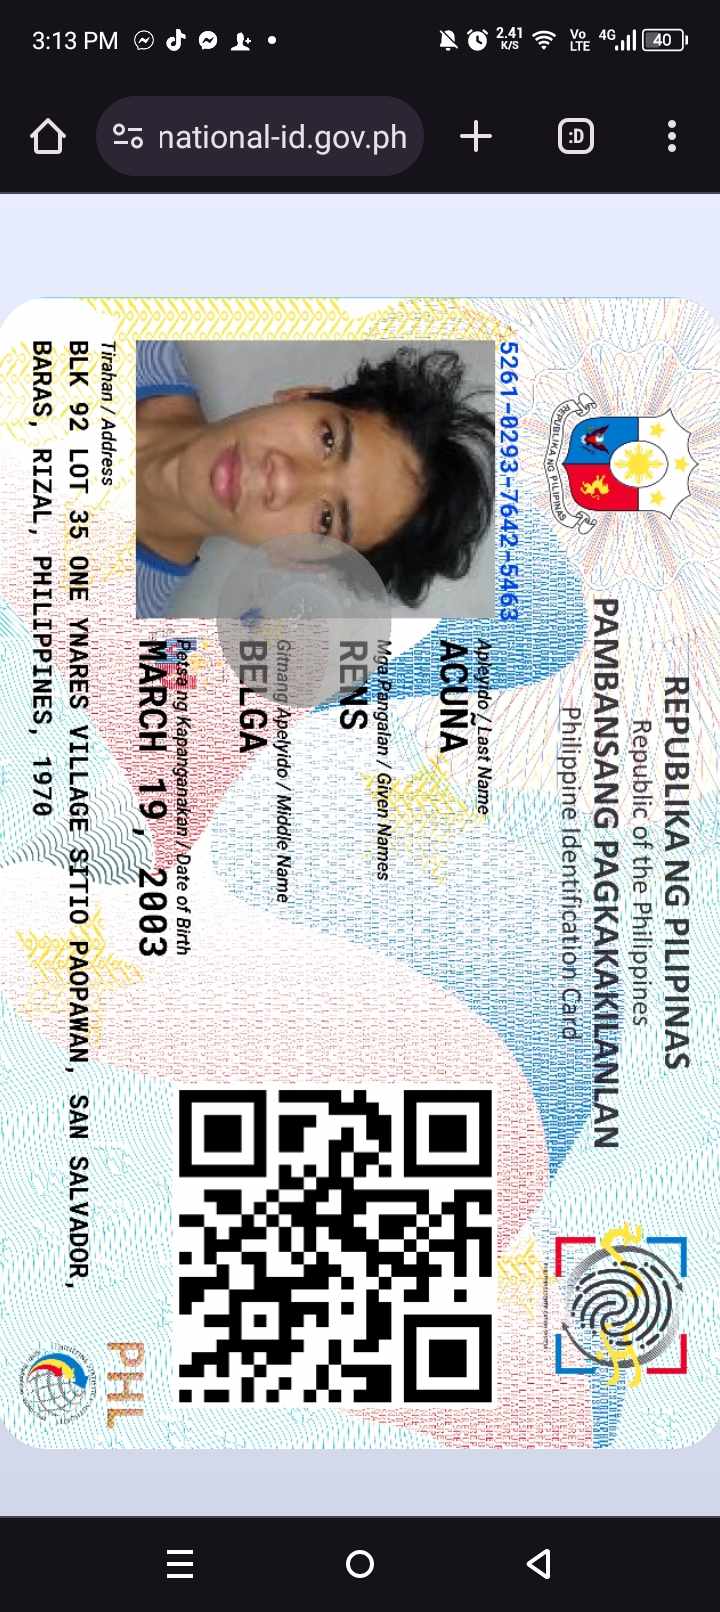 3:13 PM
2.41 K/S
Vo LTE
4G
40
national-id.gov.ph
:D
REPUBLIKA NG PILIPINAS
Republic of the Philippines
PAMBANSANG PAGKAKAKILANLAN
Philippine Identification Card
REPUBLIKA NG PILIPINAS
5261-0293-7642-5463
Apleyido / Last Name
ACUÑA
Mga Pangalan / Given Names
RENS
Gitnang Apelyido / Middle Name
BELGA
Petsa ng Kapanganakan / Date of Birth
MARCH 19, 2003
Tirahan / Address
BLK 92 LOT 35 ONE YNARES VILLAGE SITIO PAOPAWAN, SAN SALVADOR,
BARAS, RIZAL, PHILIPPINES, 1970
PHL